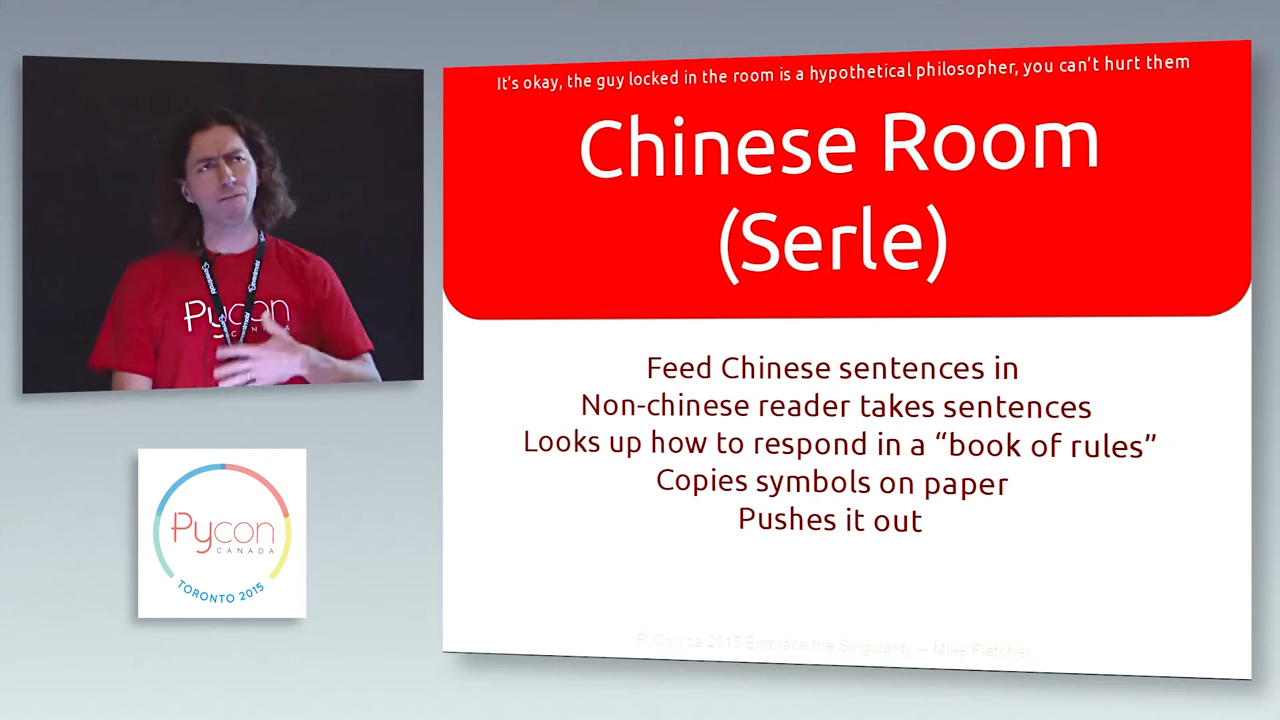 It's okay, the guy locked in the room is a hypothetical philosopher, you can't hurt them
Chinese Room
(Serle)
Feed Chinese sentences in
Non-chinese reader takes sentences
Looks up how to respond in a “book of rules”
Copies symbols on paper
Pushes it out
PyCon.ca 2015 Embrace the Singularity -- Mike Fletcher
Pycon
CANADA
Pycon
CANADA
TORONTO 2015